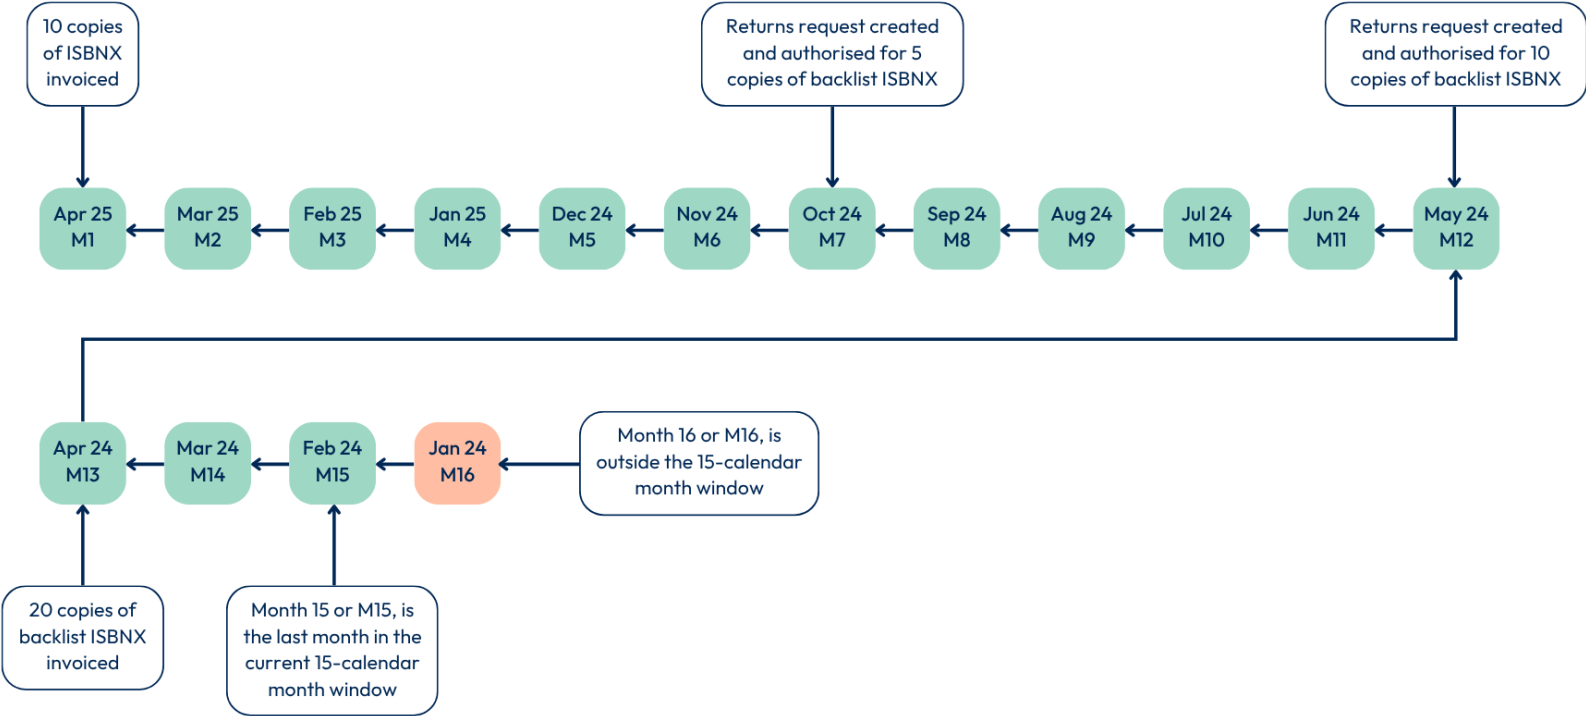 10 copies
of ISBNX
invoiced
Returns request created
and authorised for 5
copies of backlist ISBNX
Returns request created
and authorised for 10
copies of backlist ISBNX
Apr 25
M1
Mar 25
M2
Feb 25
M3
Jan 25
M4
Dec 24
M5
Nov 24
M6
Oct 24
M7
Sep 24
M8
Aug 24
M9
Jul 24
M10
Jun 24
M11
May 24
M12
Apr 24
M13
Mar 24
M14
Feb 24
M15
Jan 24
M16
Month 16 or M16, is
outside the 15-calendar
month window
20 copies of
backlist ISBNX
invoiced
Month 15 or M15, is
the last month in the
current 15-calendar
month window